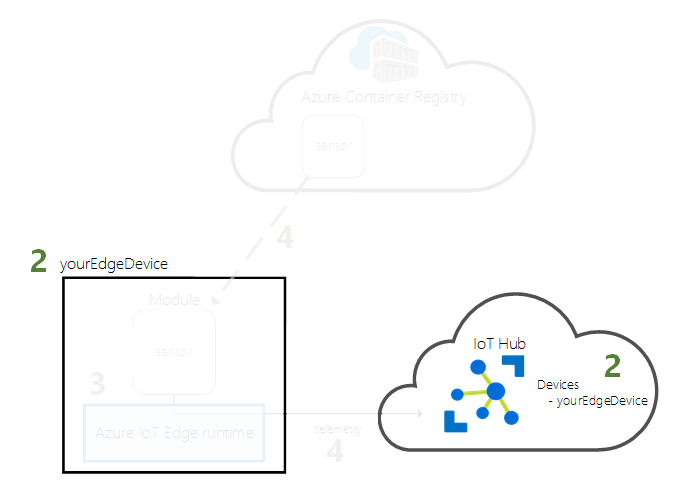 Azure Container Registry
sensor
4
2 yourEdgeDevice
Module
sensor
3
Azure IoT Edge runtime
telemetry
4
IoT Hub
2
Devices
- yourEdgeDevice